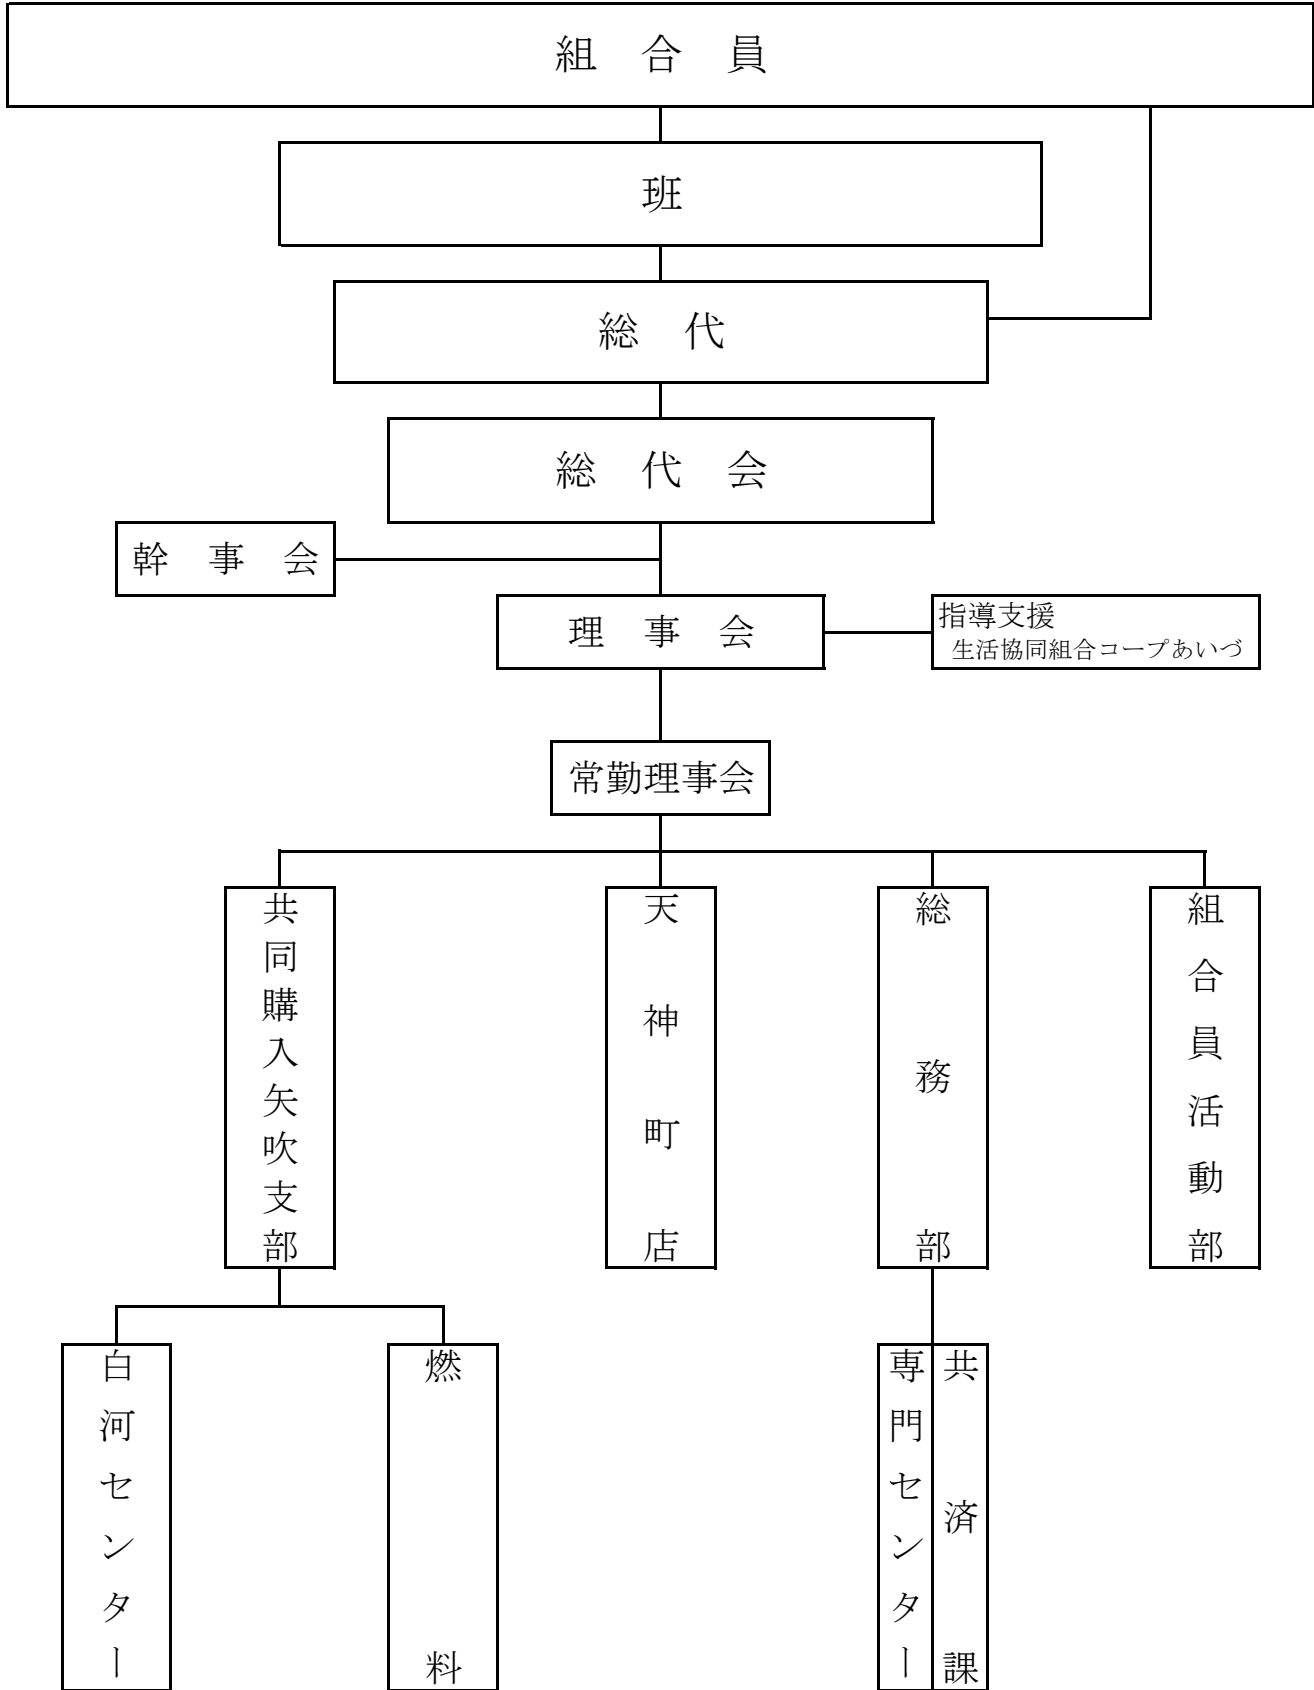 組　合　員
班
総　代
総　代　会
幹　事　会
理　事　会
指導支援
生活協同組合コープあいづ
常勤理事会
共同購入矢吹支部
天神町店
総務部
組合員活動部
白河センター
燃料
共済課
専門センター